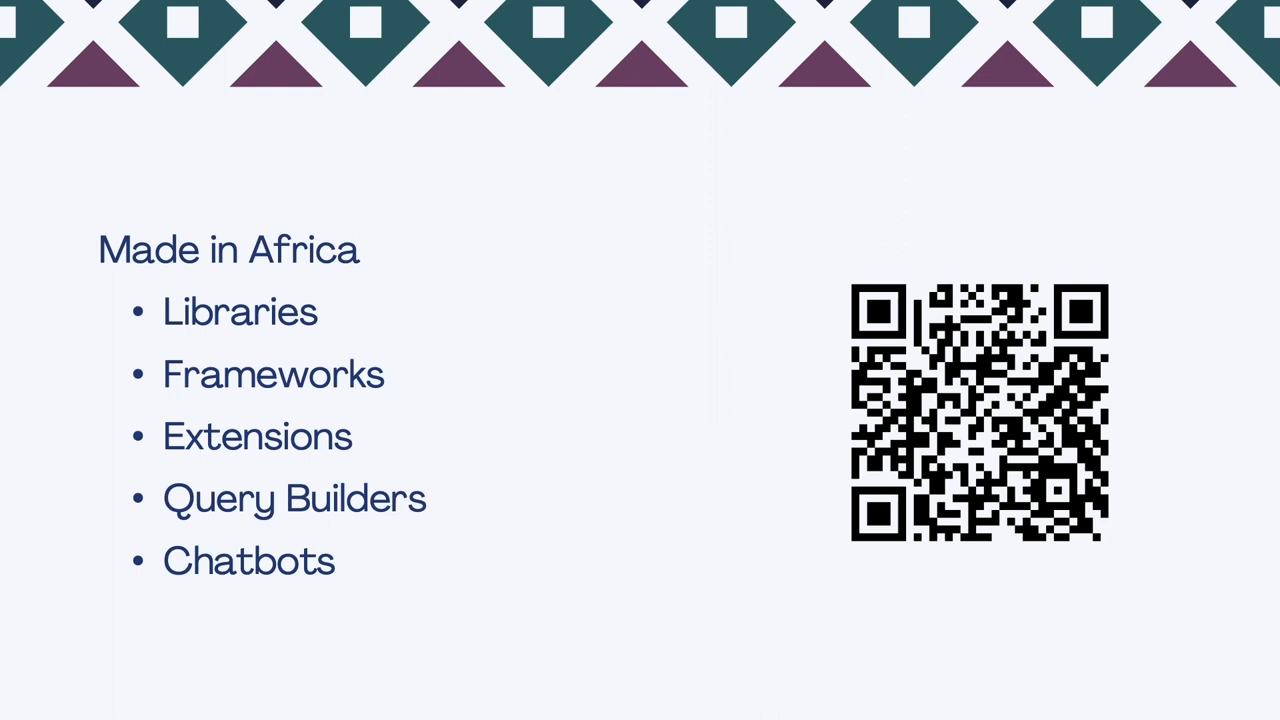 Made in Africa
• Libraries
• Frameworks
• Extensions
• Query Builders
• Chatbots